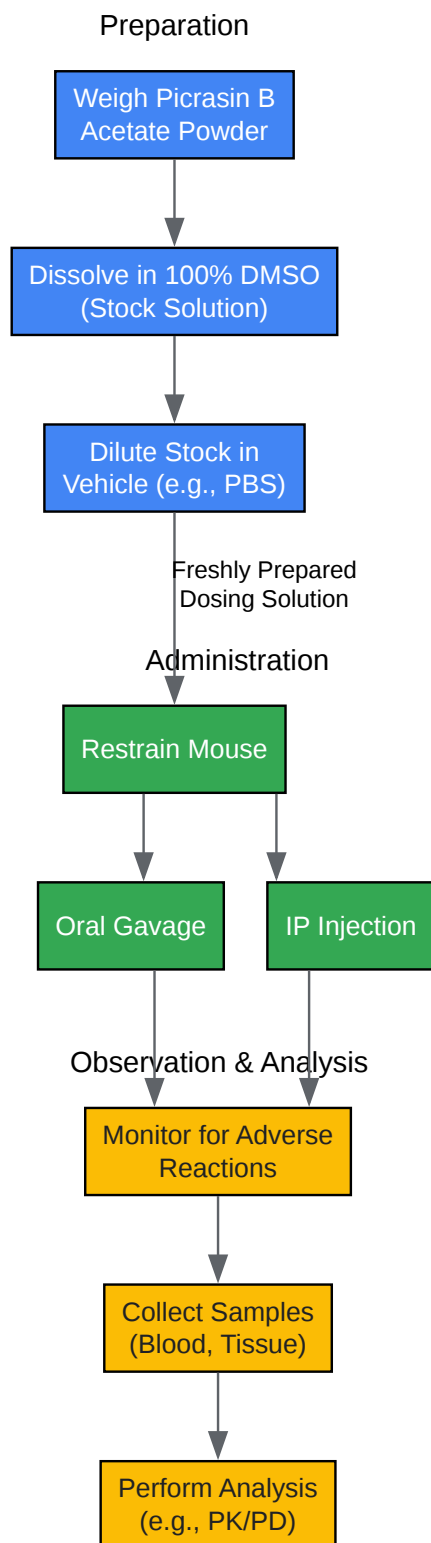 Preparation
Weigh Picrasin B
Acetate Powder
Dissolve in 100% DMSO
(Stock Solution)
Dilute Stock in
Vehicle (e.g., PBS)
Freshly Prepared
Dosing Solution
Administration
Restrain Mouse
Oral Gavage
IP Injection
Observation & Analysis
Monitor for Adverse
Reactions
Collect Samples
(Blood, Tissue)
Perform Analysis
(e.g., PK/PD)